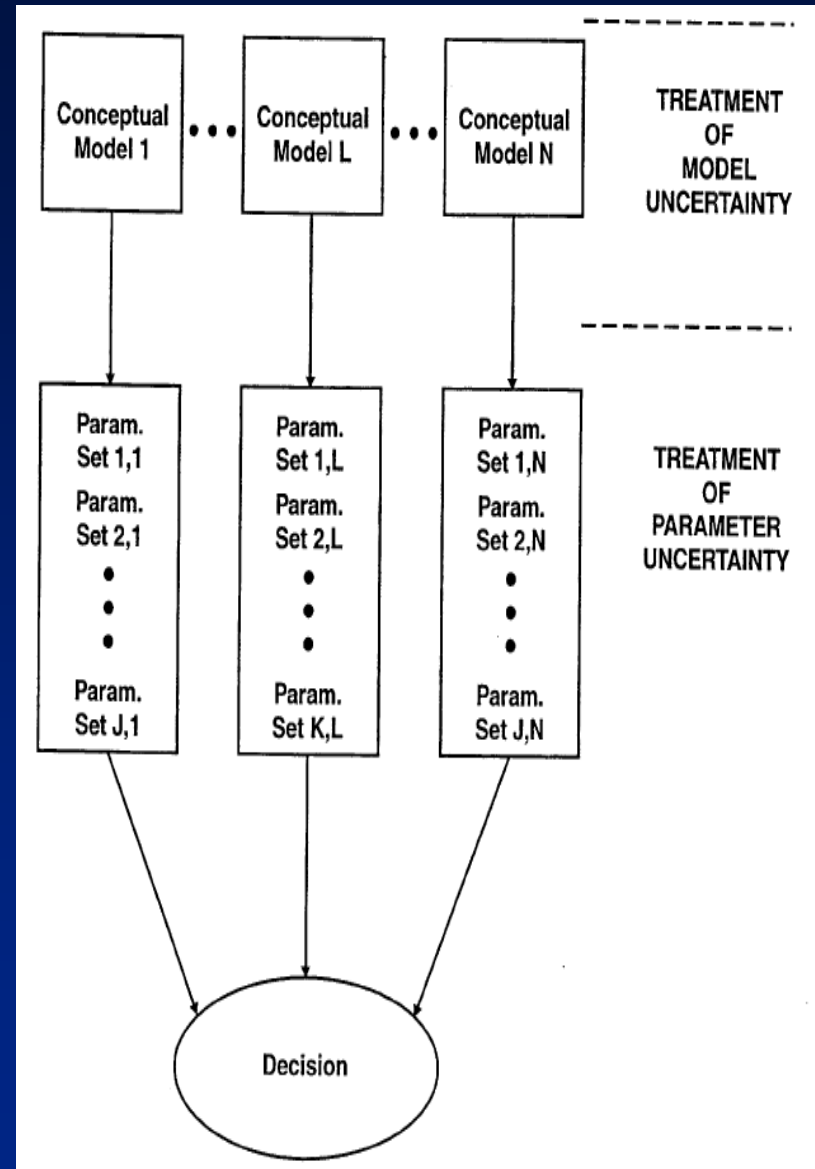 Conceptual
Model 1
Conceptual
Model L
Conceptual
Model N
TREATMENT
OF
MODEL
UNCERTAINTY
Param.
Set 1,1
Param.
Set 2,1
Param.
Set J,1
Param.
Set 1,L
Param.
Set 2,L
Param.
Set K,L
Param.
Set 1,N
Param.
Set 2,N
Param.
Set J,N
TREATMENT
OF
PARAMETER
UNCERTAINTY
Decision